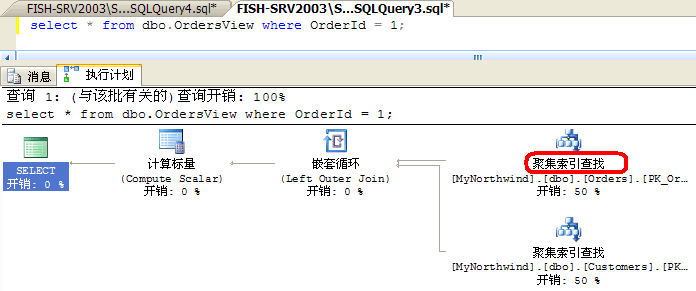 FISH-SRV2003\S...SQLQuery4.sql*
FISH-SRV2003\S...SQLQuery3.sql*
select * from dbo.OrdersView where OrderId = 1;
消息
执行计划
查询 1: (与该批有关的)查询开销: 100%
select * from dbo.OrdersView where OrderId = 1;
SELECT
开销: 0 %
计算标量
(Compute Scalar)
开销: 0 %
嵌套循环
(Left Outer Join)
开销: 0 %
聚集索引查找
[MyNorthwind].[dbo].[Orders].[PK_Or…
开销: 50 %
聚集索引查找
[MyNorthwind].[dbo].[Customers].[PK…
开销: 50 %